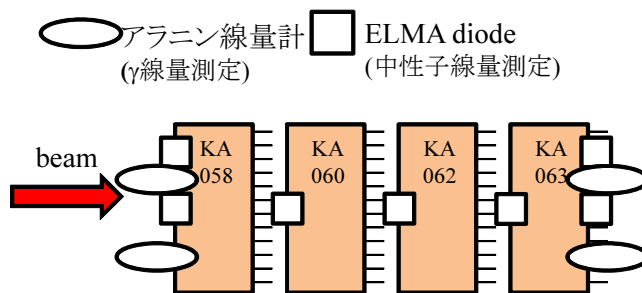 アラニン線量計
(γ線量測定)
ELMA diode
(中性子線量測定)
beam
KA
058
KA
060
KA
062
KA
063